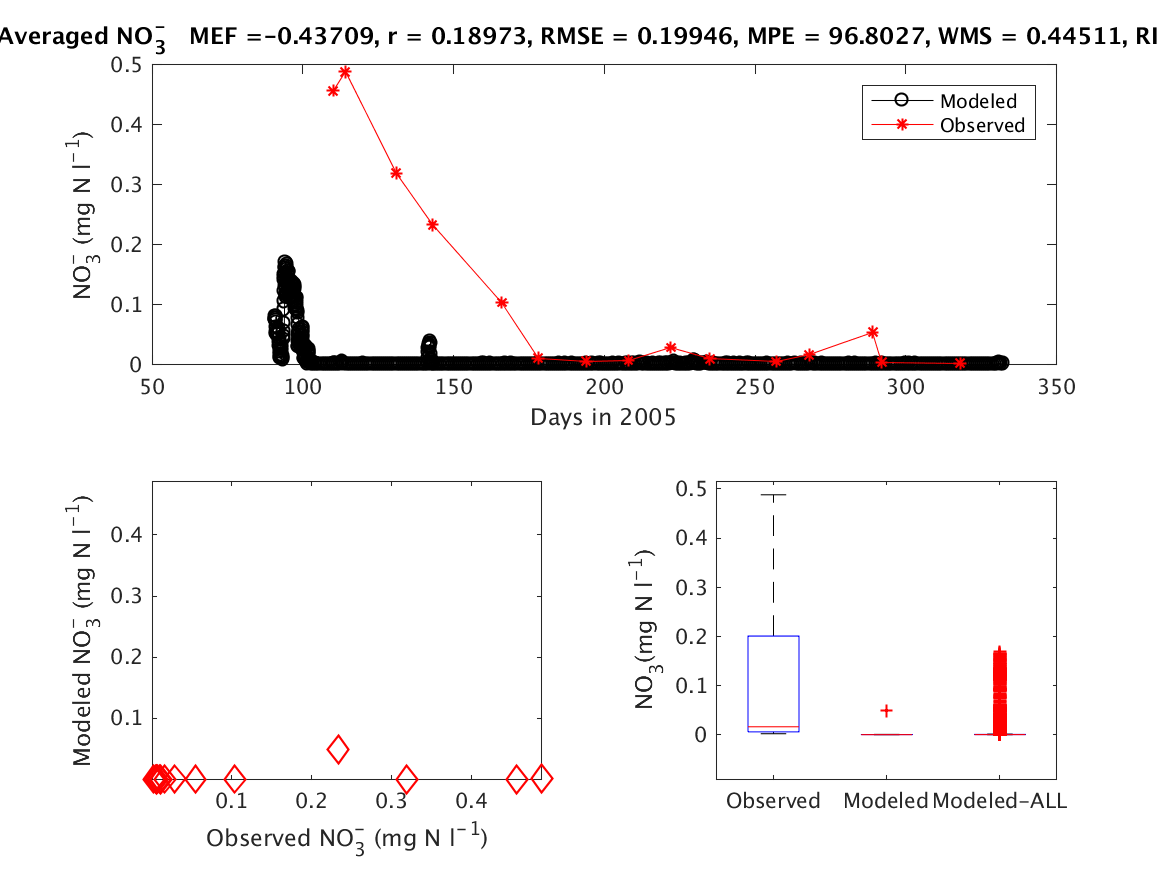 Averaged NO₃⁻ MEF =-0.43709, r = 0.18973, RMSE = 0.19946, MPE = 96.8027, WMS = 0.44511, RI
NO₃⁻ (mg N l⁻¹)
0.5
0.4
0.3
0.2
0.1
0
Modeled
Observed
50 100 150 200 250 300 350
Days in 2005
Modeled NO₃⁻ (mg N l⁻¹)
0.4
0.3
0.2
0.1
0.1 0.2 0.3 0.4
Observed NO₃⁻ (mg N l⁻¹)
NO₃(mg N l⁻¹)
0.5
0.4
0.3
0.2
0.1
0
Observed Modeled Modeled-ALL